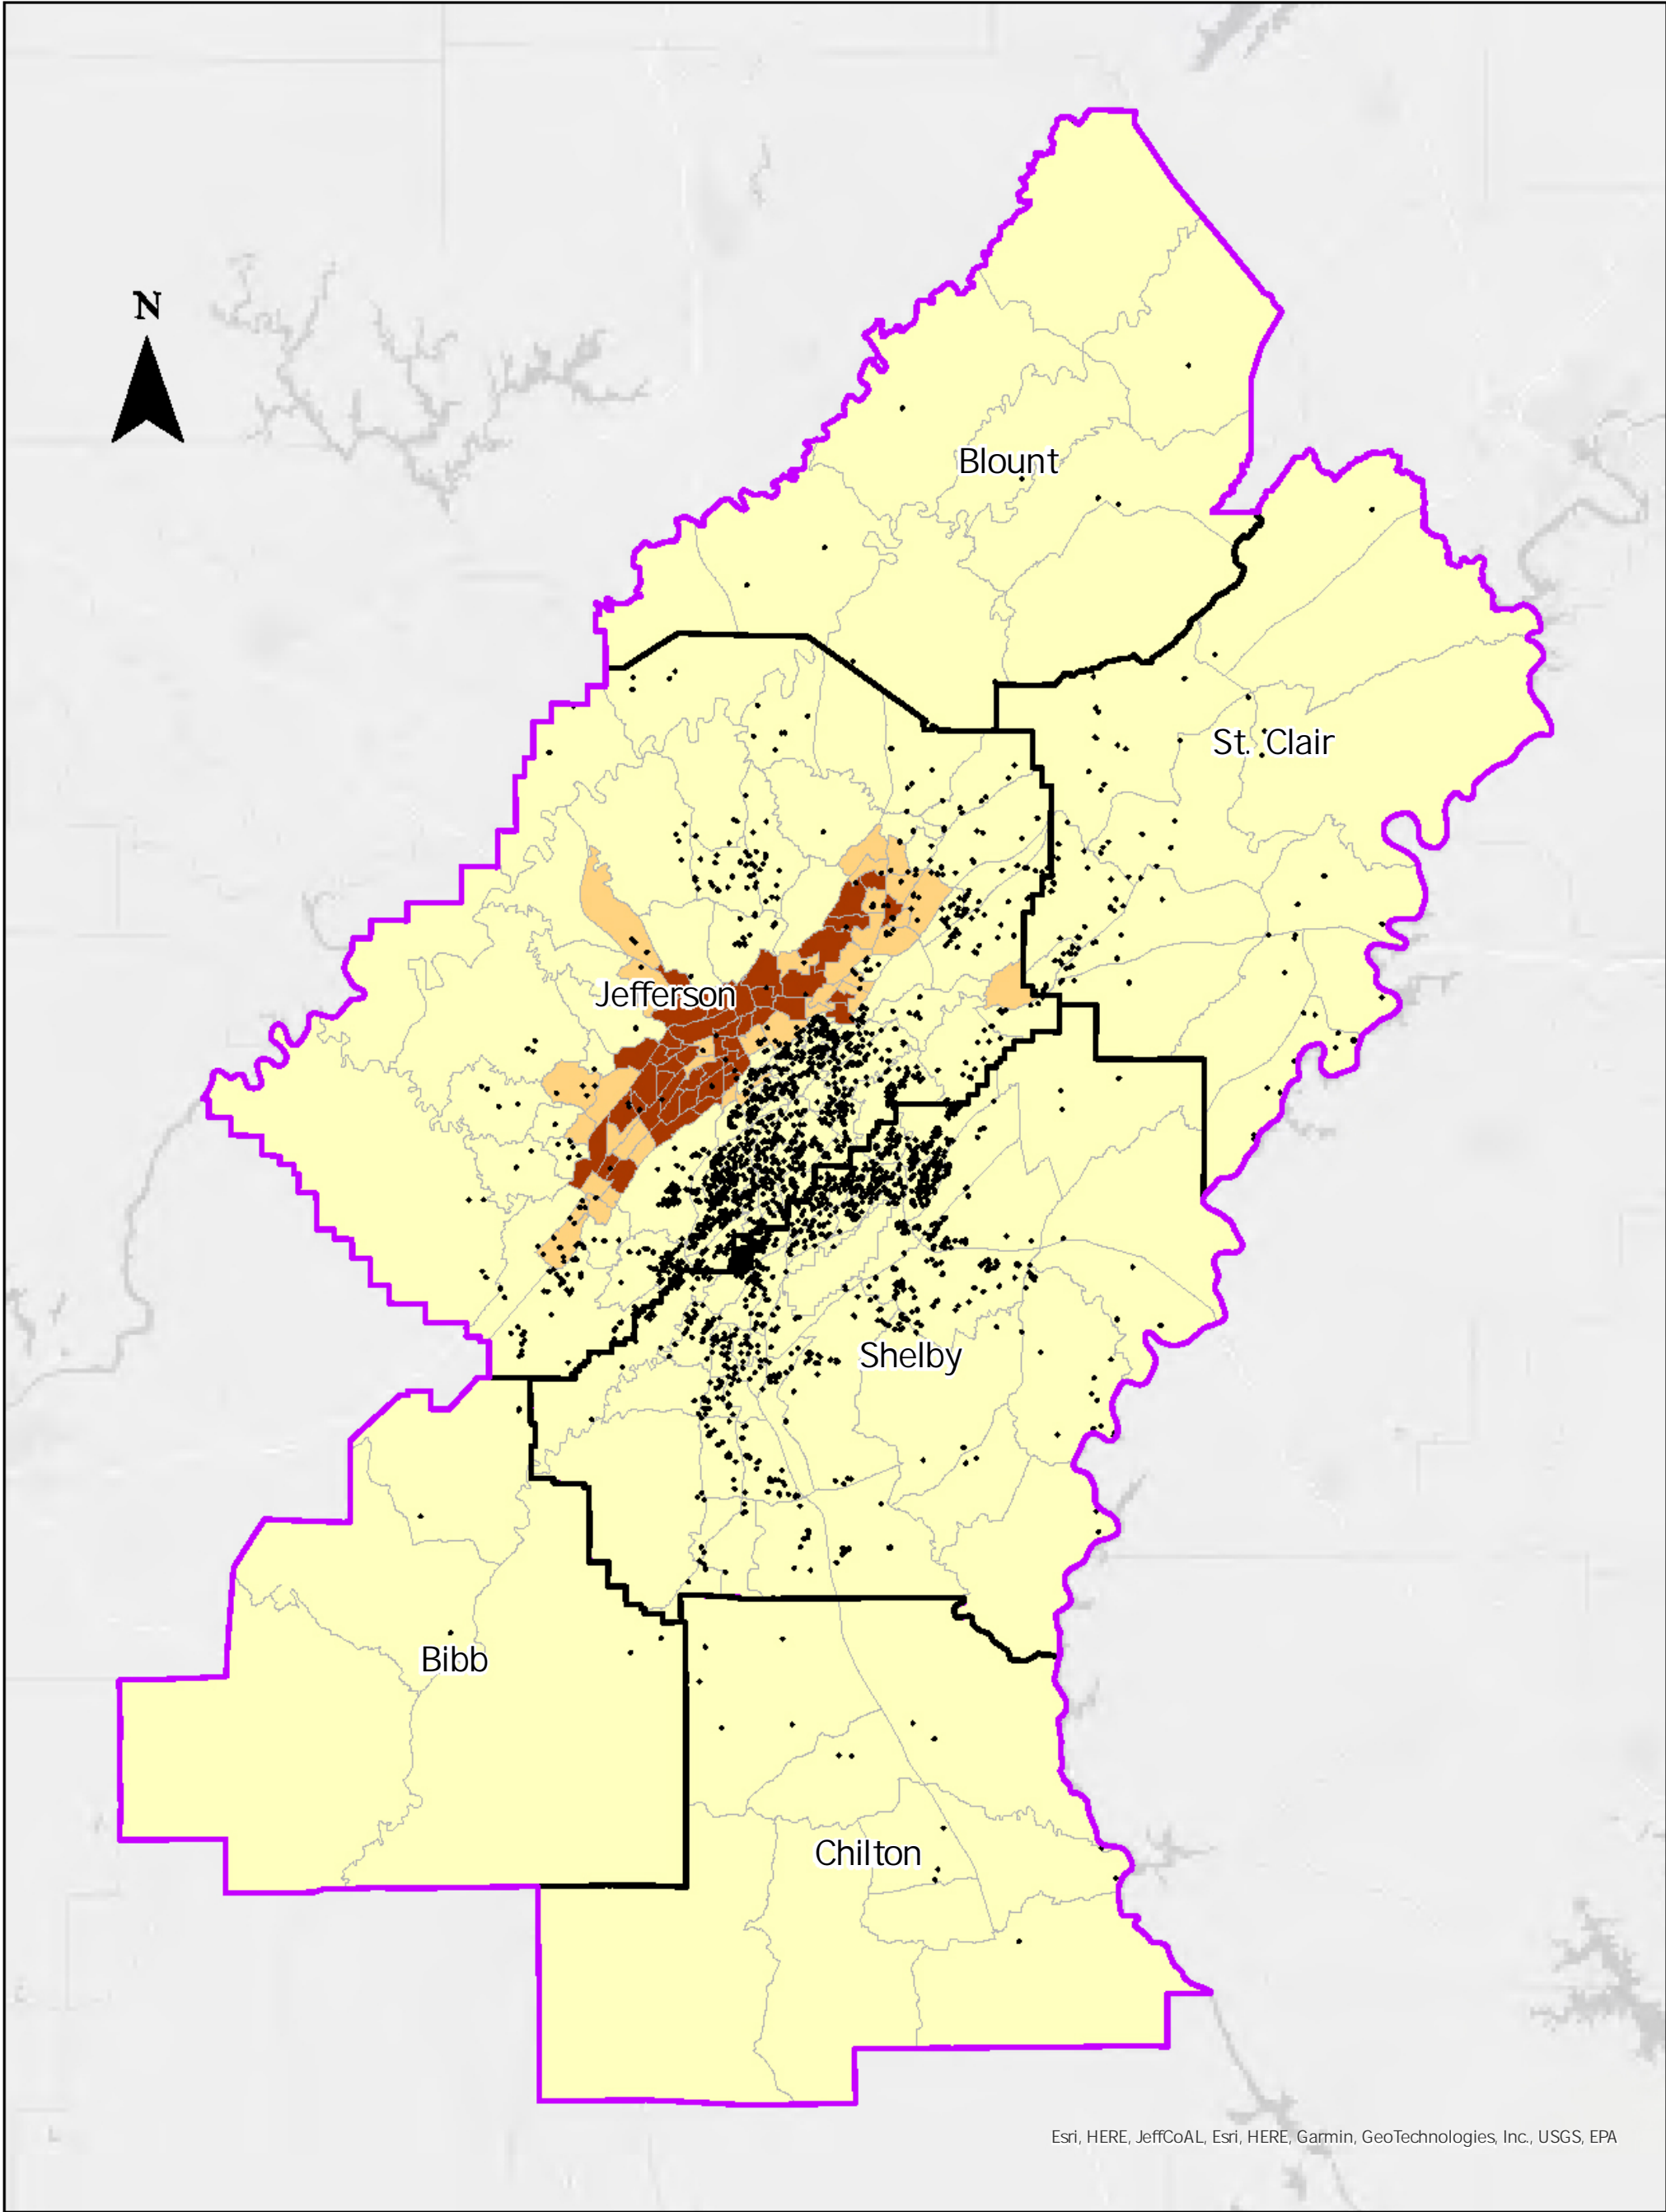 N
Blount
St. Clair
Jefferson
Shelby
Bibb
Chilton
Esri, HERE, JeffCoAL, Esri, HERE, Garmin, GeoTechnologies, Inc., USGS, EPA